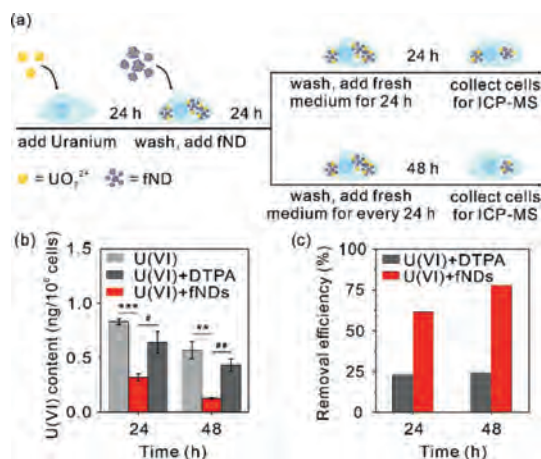 (a)
24 h
24 h
wash, add fresh
collect cells
24 h
24 h
medium for 24 h
for ICP-MS
add Uranium
wash, add fND
= UO₂²⁺
= fND
48 h
wash, add fresh
collect cells
medium for every 24 h
for ICP-MS
(b)
U(VI)
U(VI)+DTPA
U(VI)+fNDs
U(VI) content (ng/10⁶ cells)
1.5
1.0
0.5
0.0
***
#
**
##
24
48
Time (h)
(c)
U(VI)+DTPA
U(VI)+fNDs
Removal efficiency (%)
100
75
50
25
0
24
48
Time (h)